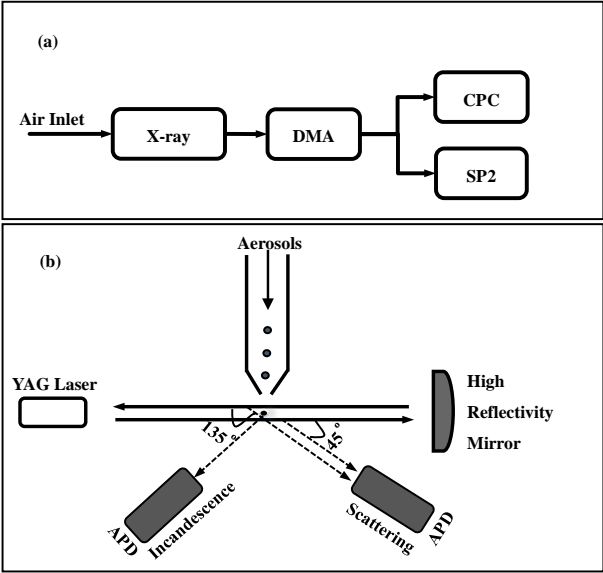 (a)
Air Inlet
X-ray
DMA
CPC
SP2
(b)
Aerosols
YAG Laser
High
Reflectivity
Mirror
135°
45°
Incandescence
APD
Scattering
APD